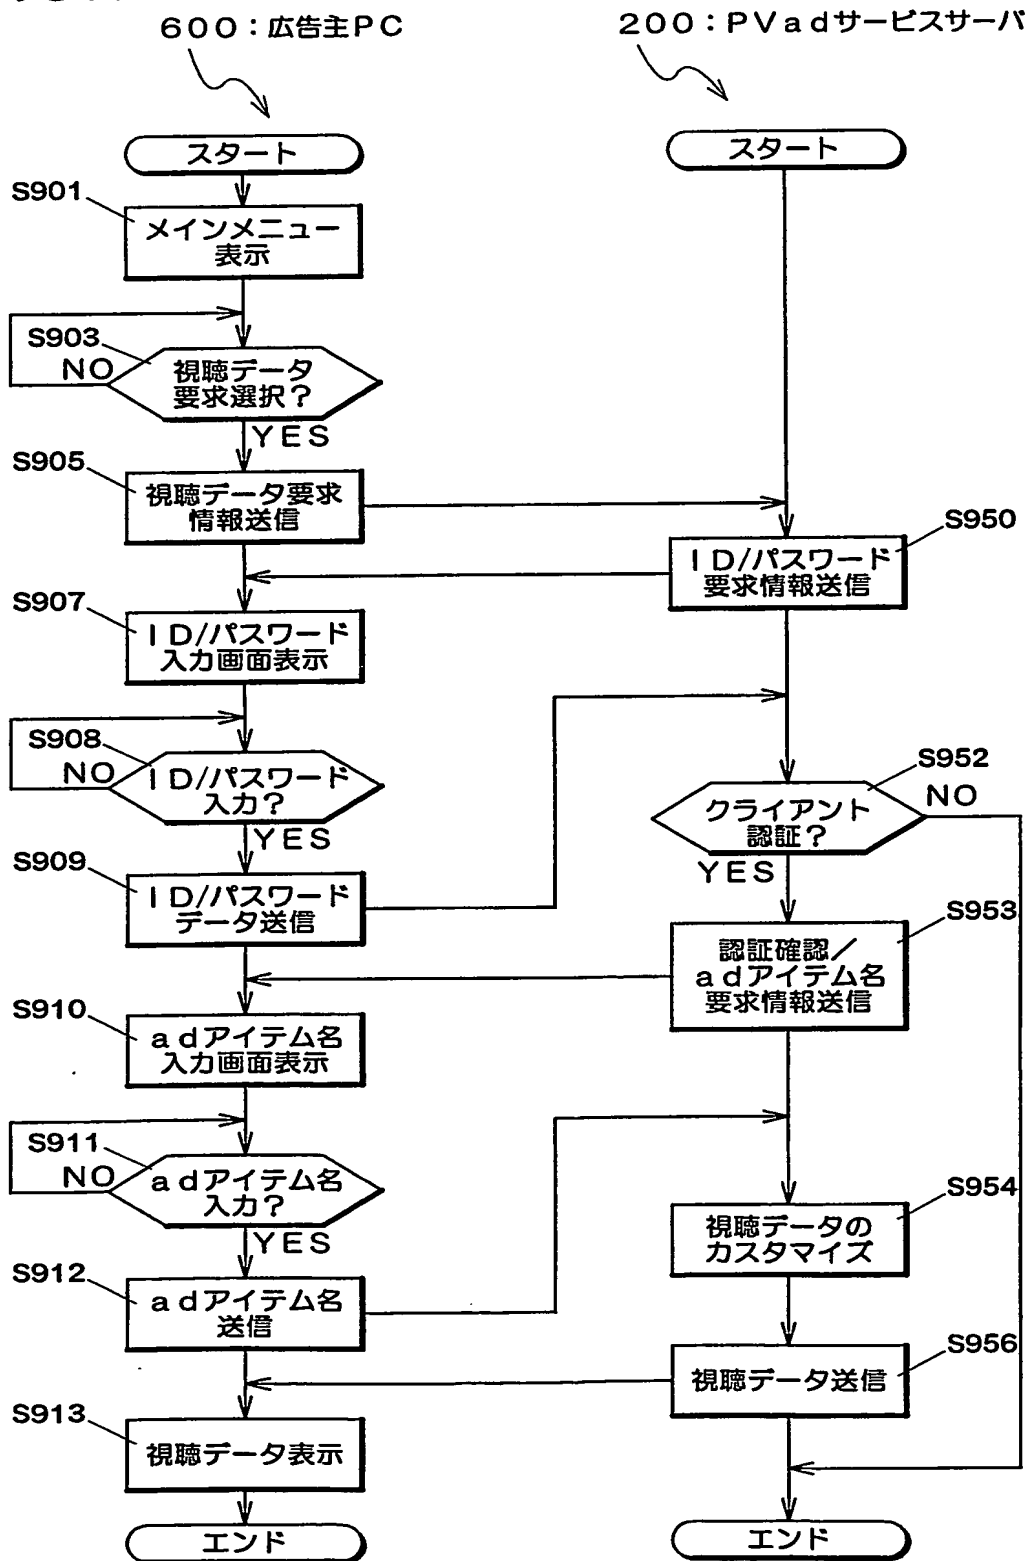 600：広告主PC
スタート
S901
メインメニュー
表示
S903
NO
視聴データ
要求選択？
YES
S905
視聴データ要求
情報送信
S907
ID/パスワード
入力画面表示
S908
NO
ID/パスワード
入力？
YES
S909
ID/パスワード
データ送信
S910
adアイテム名
入力画面表示
S911
NO
adアイテム名
入力？
YES
S912
adアイテム名
送信
S913
視聴データ表示
エンド
200：PVadサービスサーバ
スタート
S950
ID/パスワード
要求情報送信
S952
クライアント
認証？
NO
YES
S953
認証確認／
adアイテム名
要求情報送信
S954
視聴データの
カスタマイズ
S956
視聴データ送信
エンド